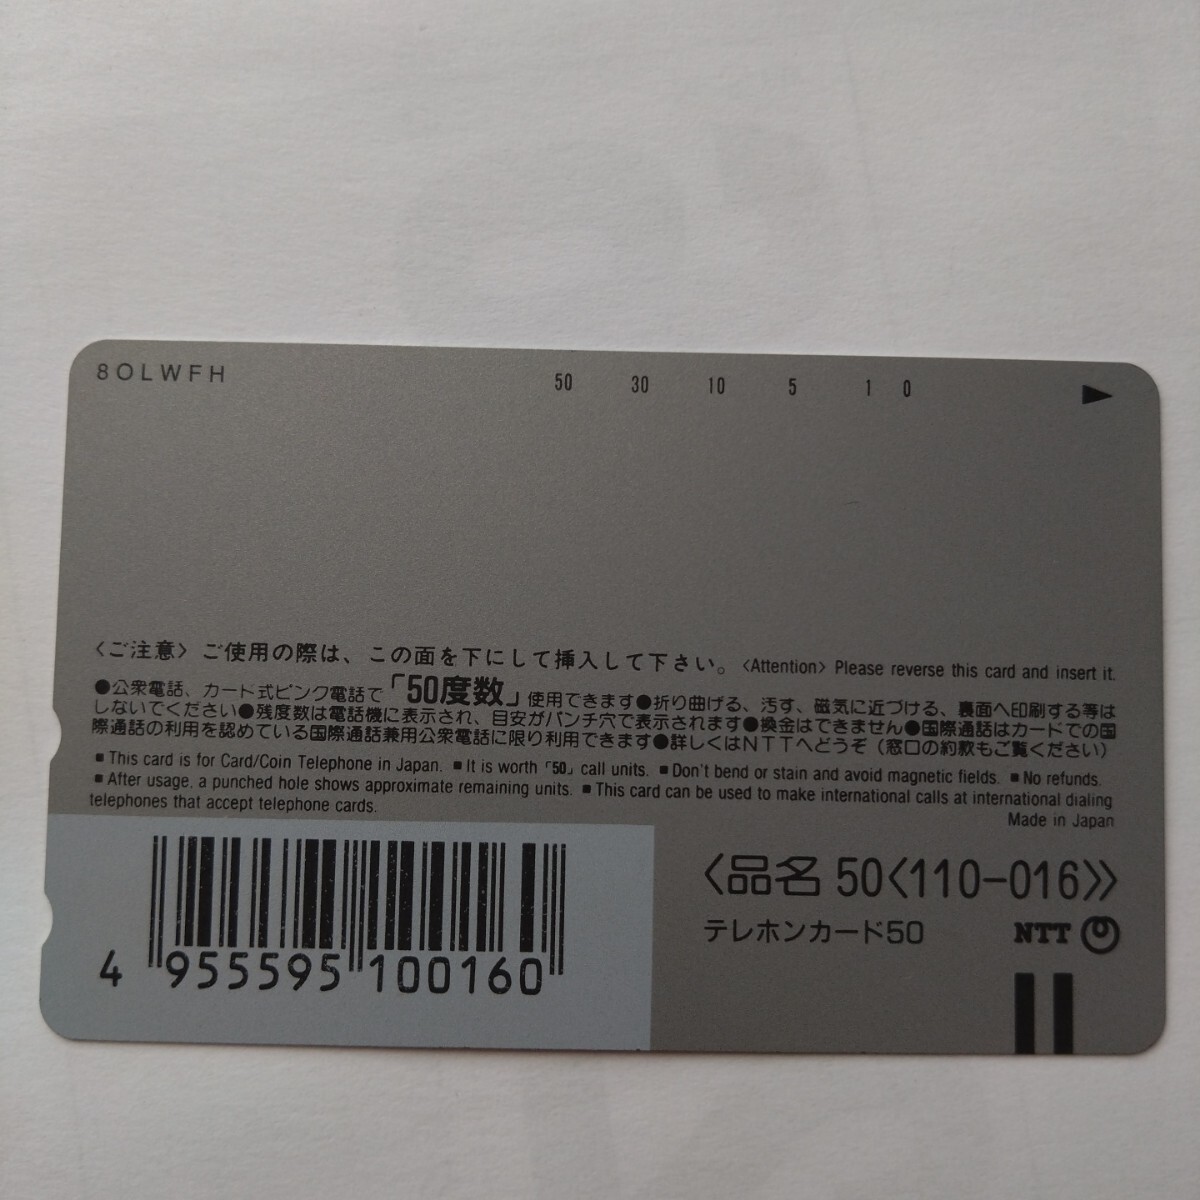 8OLWFH
50 30 10 5 1 0
〈ご注意〉ご使用の際は、この面を下にして挿入して下さい。〈Attention〉Please reverse this card and insert it.
●公衆電話、カード式ピンク電話で「50度数」使用できます●折り曲げる、汚す、磁気に近づける、裏面へ印刷する等は
しないでください●残度数は電話機に表示され、目安がパンチ穴で表示されます●換金はできません●国際通話はカードでの国
際通話の利用を認めている国際通話兼用公衆電話に限り利用できます●詳しくはNTTへどうぞ（窓口の約款もご覧ください）
■This card is for Card/Coin Telephone in Japan. ■It is worth「50」call units. ■Don't bend or stain and avoid magnetic fields. ■No refunds.
■After usage, a punched hole shows approximate remaining units. ■This card can be used to make international calls at international dialing
telephones that accept telephone cards.
Made in Japan
〈品名 50〈110-016〉〉
テレホンカード50
NTT
4 955595 100160